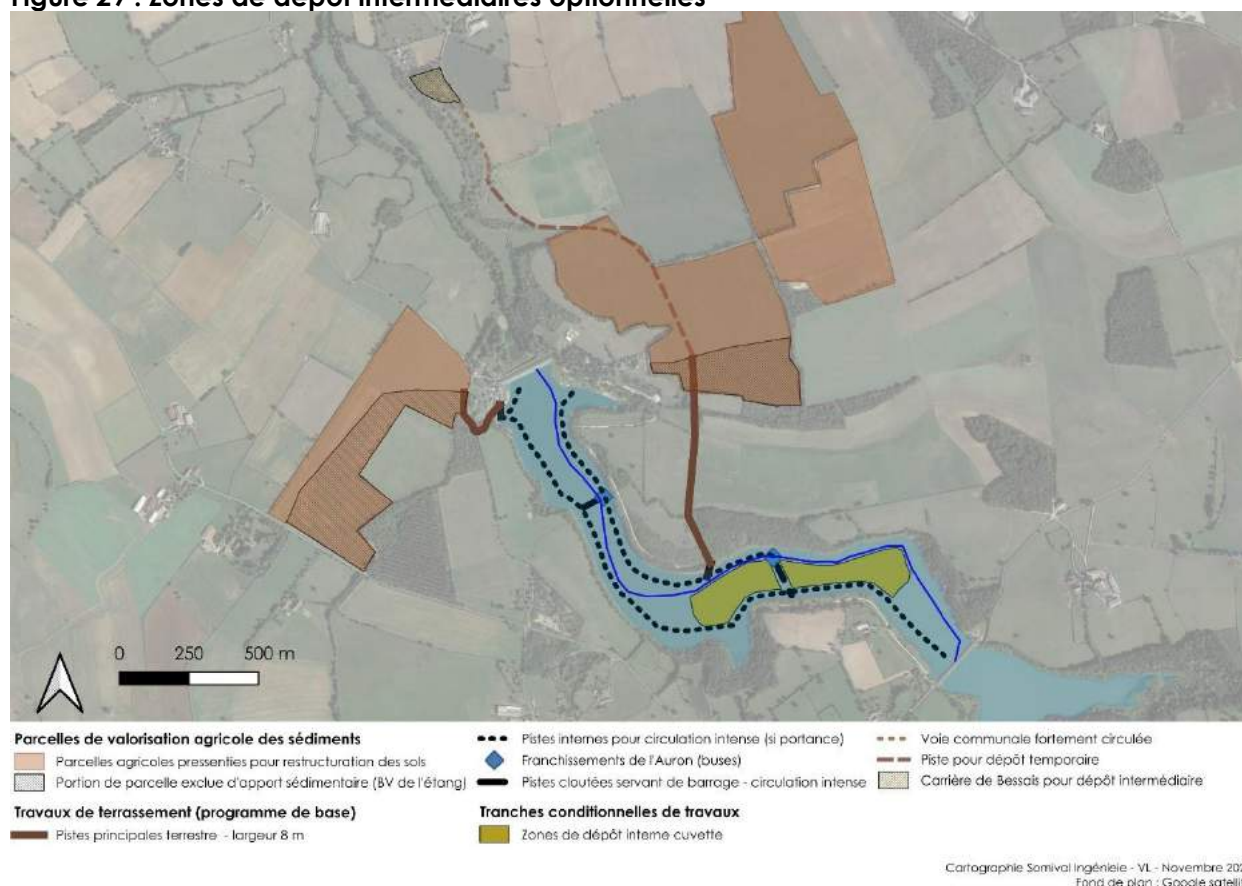 Figure 27 : Zones de dépôt intermédiaires optionnelles
0 250 500 m
Parcelles de valorisation agricole des sédiments
Parcelles agricoles pressenties pour restructuration des sols
Portion de parcelle exclue d'apport sédimentaire (BV de l'étang)
Travaux de terrassement (programme de base)
Pistes principales terrestre - largeur 8 m
Pistes internes pour circulation intense (si portance)
Franchissements de l'Auron (buses)
Pistes cloutées servant de barrage - circulation intense
Tranches conditionnelles de travaux
Zones de dépôt interne cuvette
Voie communale fortement circulée
Piste pour dépôt temporaire
Carrière de Bessais pour dépôt intermédiaire
Cartographie Somival Ingénierie - VL - Novembre 202
Fond de plan : Google satelli